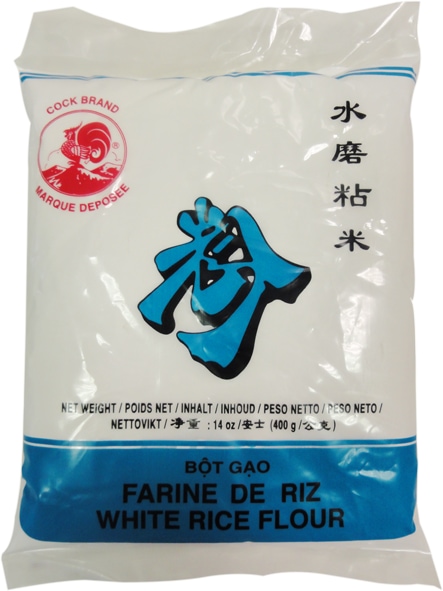 COCK BRAND
®
MARQUE DEPOSÉE
水磨粘米
粉
NET WEIGHT / POIDS NET / INHALT / INHOUD / PESO NETTO / PESO NETO /
NETTOVIKT / 淨重 : 14 oz /安士 (400 g /公克)
BỘT GẠO
FARINE DE RIZ
WHITE RICE FLOUR